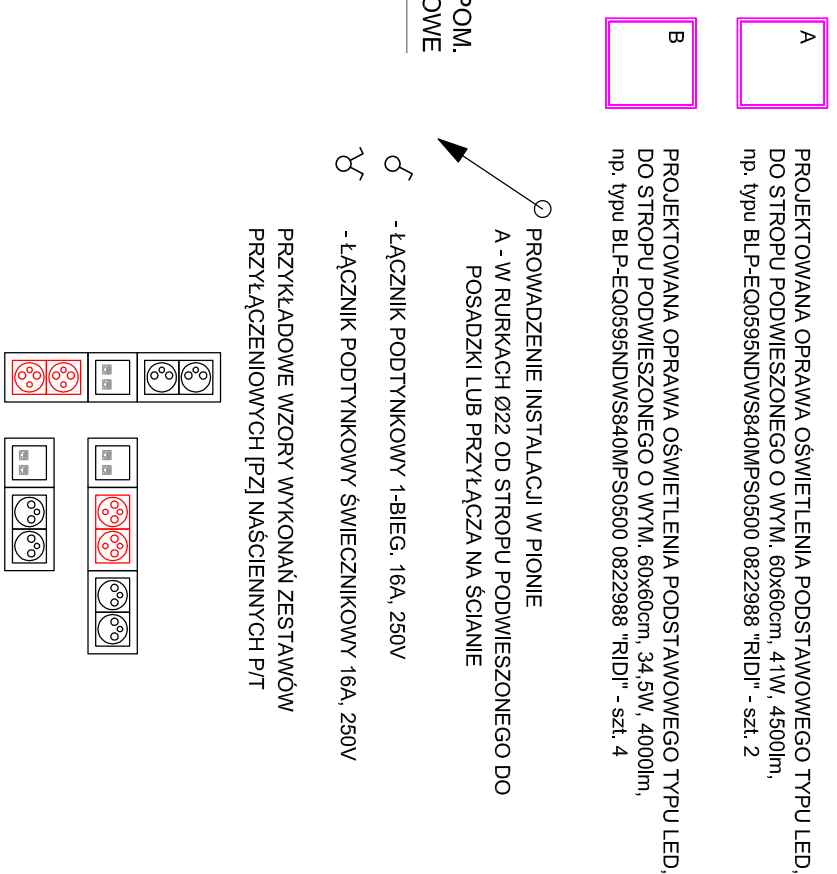 A
PROJEKTOWANA OPRAWA OŚWIETLENIA PODSTAWOWEGO TYPU LED,
DO STROPU PODWIESZONEGO O WYM. 60x60cm, 41W, 4500lm,
np. typu BLP-EQ0595NDWS840MPS0500 0822988 "RIDI" - szt. 2
B
PROJEKTOWANA OPRAWA OŚWIETLENIA PODSTAWOWEGO TYPU LED,
DO STROPU PODWIESZONEGO O WYM. 60x60cm, 34,5W, 4000lm,
np. typu BLP-EQ0595NDWS840MPS0500 0822988 "RIDI" - szt. 4
POM.
OWE
PROWADZENIE INSTALACJI W PIONIE
A - W RURKACH Ø22 OD STROPU PODWIESZONEGO DO
POSADZKI LUB PRZYŁĄCZA NA ŚCIANIE
- ŁĄCZNIK PODTYNKOWY 1-BIEG. 16A, 250V
- ŁĄCZNIK PODTYNKOWY ŚWIECZNIKOWY 16A, 250V
PRZYKŁADOWE WZORY WYKONAŃ ZESTAWÓW
PRZYŁĄCZENIOWYCH [PZ] NAŚCIENNYCH P/T